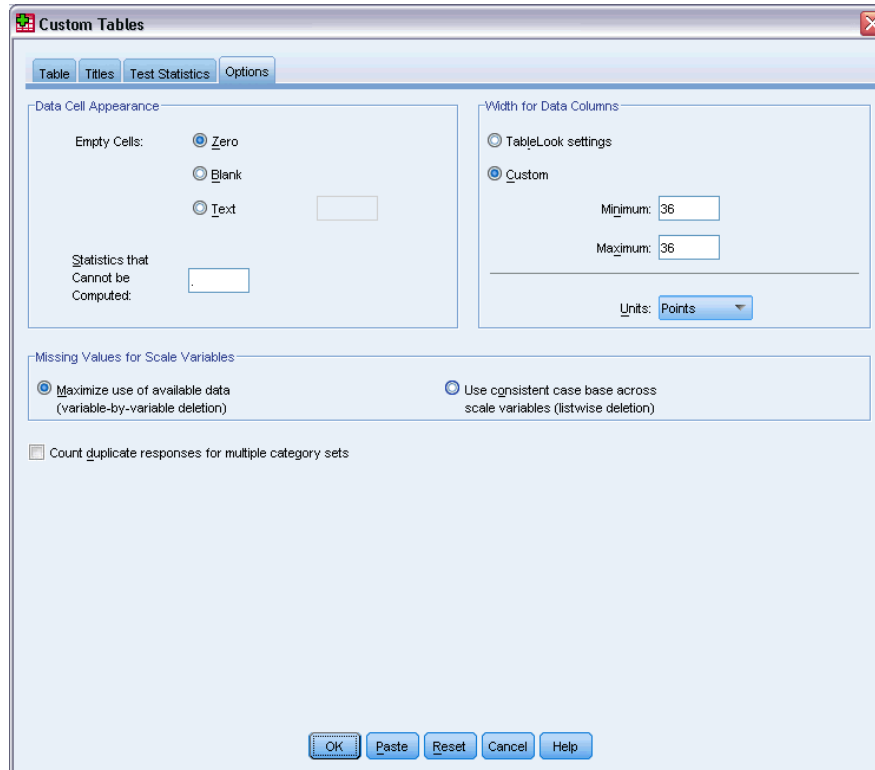 Custom Tables
Table Titles Test Statistics Options
Data Cell Appearance
Empty Cells: Zero
Blank
Text
Statistics that
Cannot be
Computed: .
Width for Data Columns
TableLook settings
Custom
Minimum: 36
Maximum: 36
Units: Points
Missing Values for Scale Variables
Maximize use of available data
(variable-by-variable deletion)
Use consistent case base across
scale variables (listwise deletion)
Count duplicate responses for multiple category sets
OK Paste Reset Cancel Help